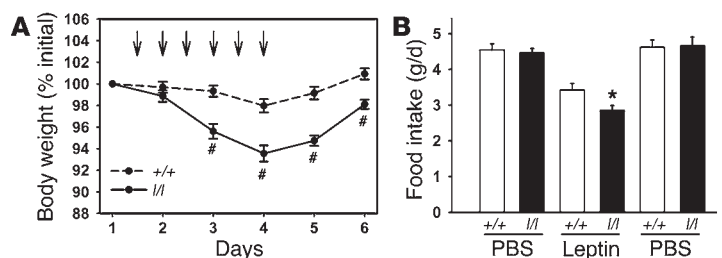 A
Body weight (% initial)
106
104
102
100
98
96
94
92
90
88
#
#
#
#
+/+
l/l
1
2
3
4
5
6
Days
B
Food intake (g/d)
5
4
3
2
1
0
*
+/+
l/l
+/+
l/l
+/+
l/l
PBS
Leptin
PBS